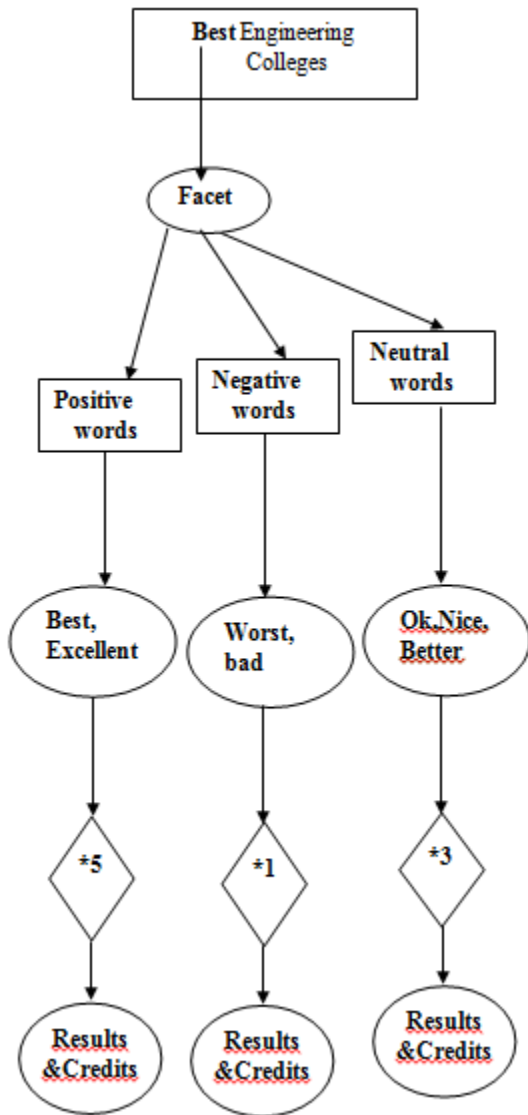 Best Engineering
Colleges
Facet
Positive
words
Negative
words
Neutral
words
Best,
Excellent
Worst,
bad
Ok,Nice,
Better
*5
*1
*3
Results
&Credits
Results
&Credits
Results
&Credits